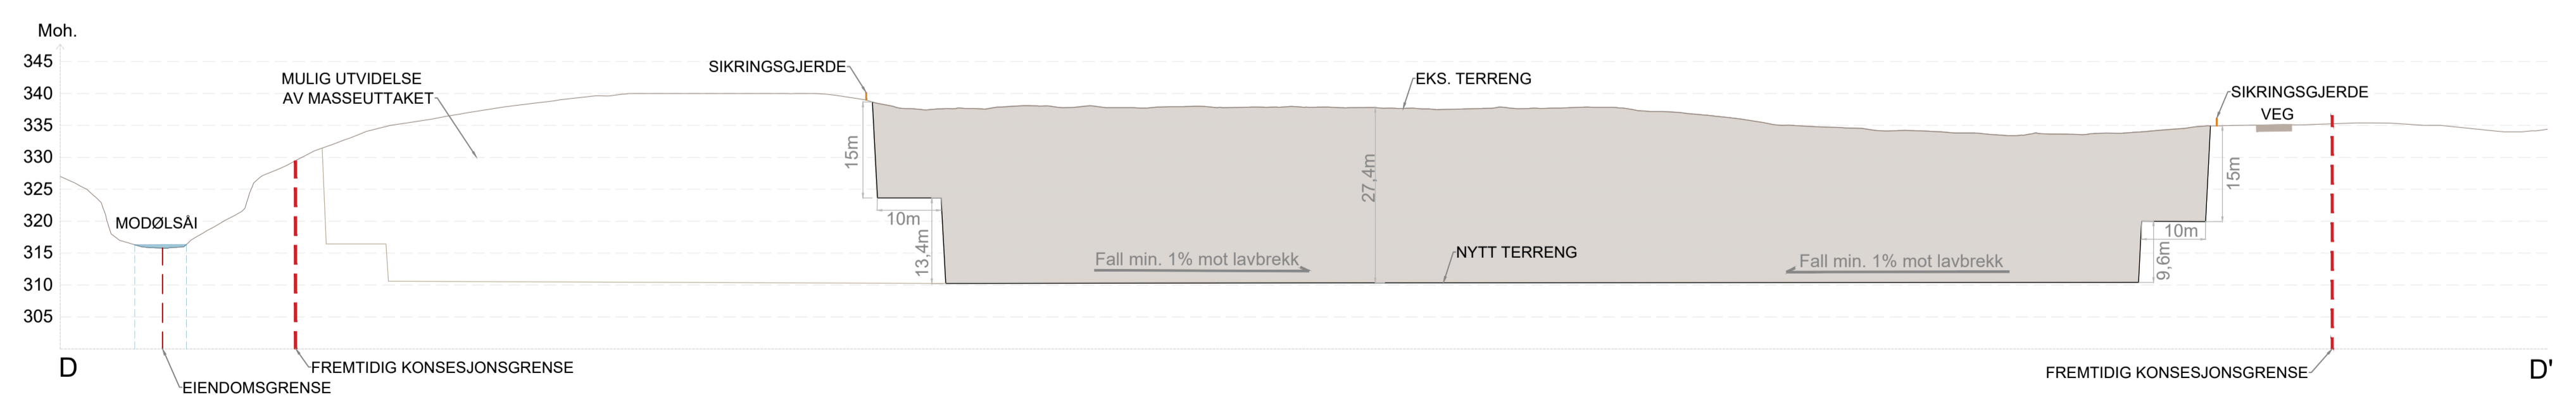 Moh.
345
340
335
330
325
320
315
310
305
MULIG UTVIDELSE
AV MASSEUTTAKET
SIKRINGSGJERDE
EKS. TERRENG
SIKRINGSGJERDE
VEG
MODØLSÅI
15m
10m
13,4m
27,4m
Fall min. 1% mot lavbrekk
NYTT TERRENG
Fall min. 1% mot lavbrekk
15m
10m
9,6m
D
FREMTIDIG KONSESJONSGRENSE
EIENDOMSGRENSE
FREMTIDIG KONSESJONSGRENSE
D'